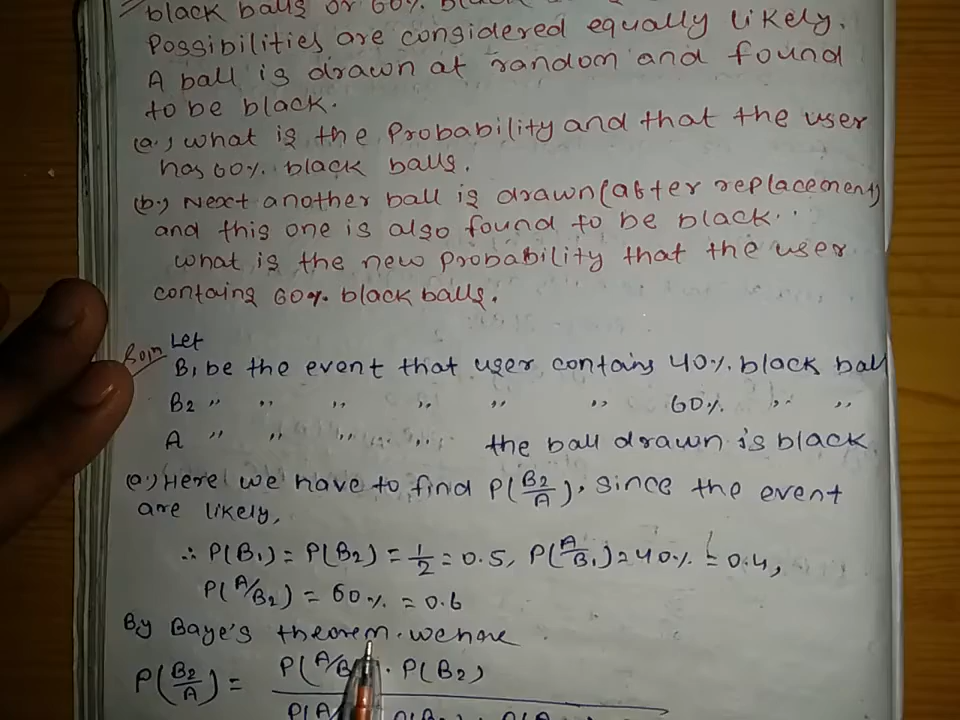 black balls or 60% black
Possibilities are considered equally likely.
A ball is drawn at random and found
to be black.
(a.) What is the Probability and that the user
has 60% black balls.
(b.) Next another ball is drawn (after replacement)
and this one is also found to be black.
What is the new probability that the user
contains 60% black balls.
Let
B₁ be the event that user contains 40% black ball
B₂ " " " " " " 60% " "
A " " " " the ball drawn is black
(a.) Here we have to find P(B₂/A), since the event
are likely,
∴ P(B₁) = P(B₂) = 1/2 = 0.5, P(A/B₁) = 40% = 0.4,
P(A/B₂) = 60% = 0.6
By Baye's theorem. we have
P(B₂/A) = P(A/B · P(B₂)